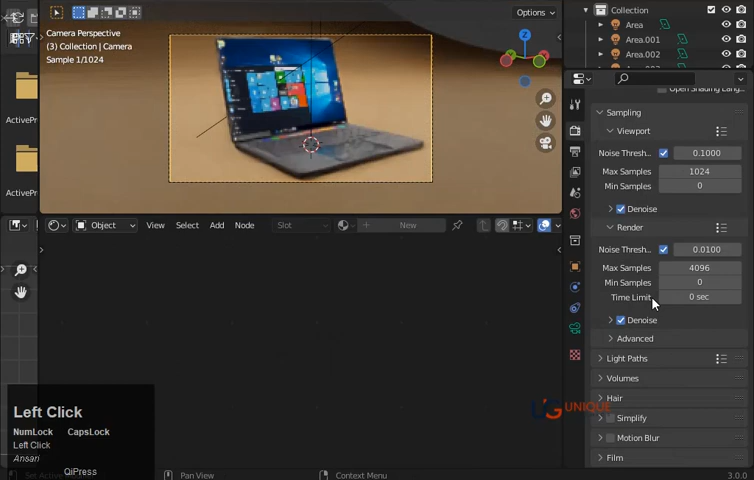 Options
Camera Perspective
(3) Collection | Camera
Sample 1/1024
Z
ActivePr
ActivePr
Object
View
Select
Add
Node
Slot
New
Collection
Area
Area.001
Area.002
Sampling
Viewport
Noise Thresh..
0.1000
Max Samples
1024
Min Samples
0
Denoise
Render
Noise Thresh..
0.0100
Max Samples
4096
Min Samples
0
Time Limit
0 sec
Denoise
Advanced
Light Paths
Volumes
Hair
Simplify
Motion Blur
Film
UG UNIQUE
Left Click
NumLock CapsLock
Left Click
Ansari
QiPress
Pan View
Context Menu
3.0.0